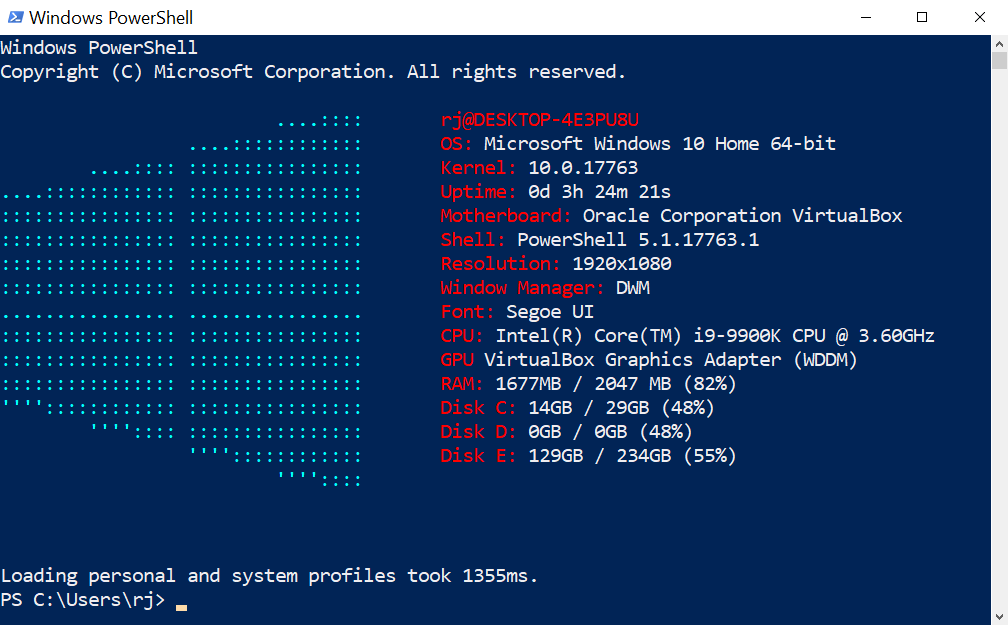 Windows PowerShell
Windows PowerShell
Copyright (C) Microsoft Corporation. All rights reserved.
rj@DESKTOP-4E3PU8U
OS: Microsoft Windows 10 Home 64-bit
Kernel: 10.0.17763
Uptime: 0d 3h 24m 21s
Motherboard: Oracle Corporation VirtualBox
Shell: PowerShell 5.1.17763.1
Resolution: 1920x1080
Window Manager: DWM
Font: Segoe UI
CPU: Intel(R) Core(TM) i9-9900K CPU @ 3.60GHz
GPU VirtualBox Graphics Adapter (WDDM)
RAM: 1677MB / 2047 MB (82%)
Disk C: 14GB / 29GB (48%)
Disk D: 0GB / 0GB (48%)
Disk E: 129GB / 234GB (55%)
Loading personal and system profiles took 1355ms.
PS C:\Users\rj>